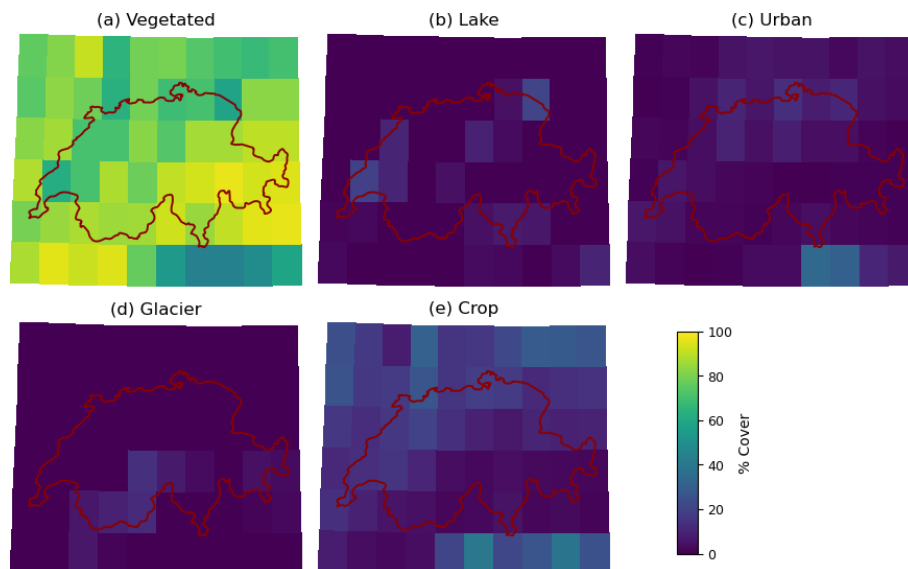 (a) Vegetated
(b) Lake
(c) Urban
(d) Glacier
(e) Crop
100
80
60
40
20
0
% Cover